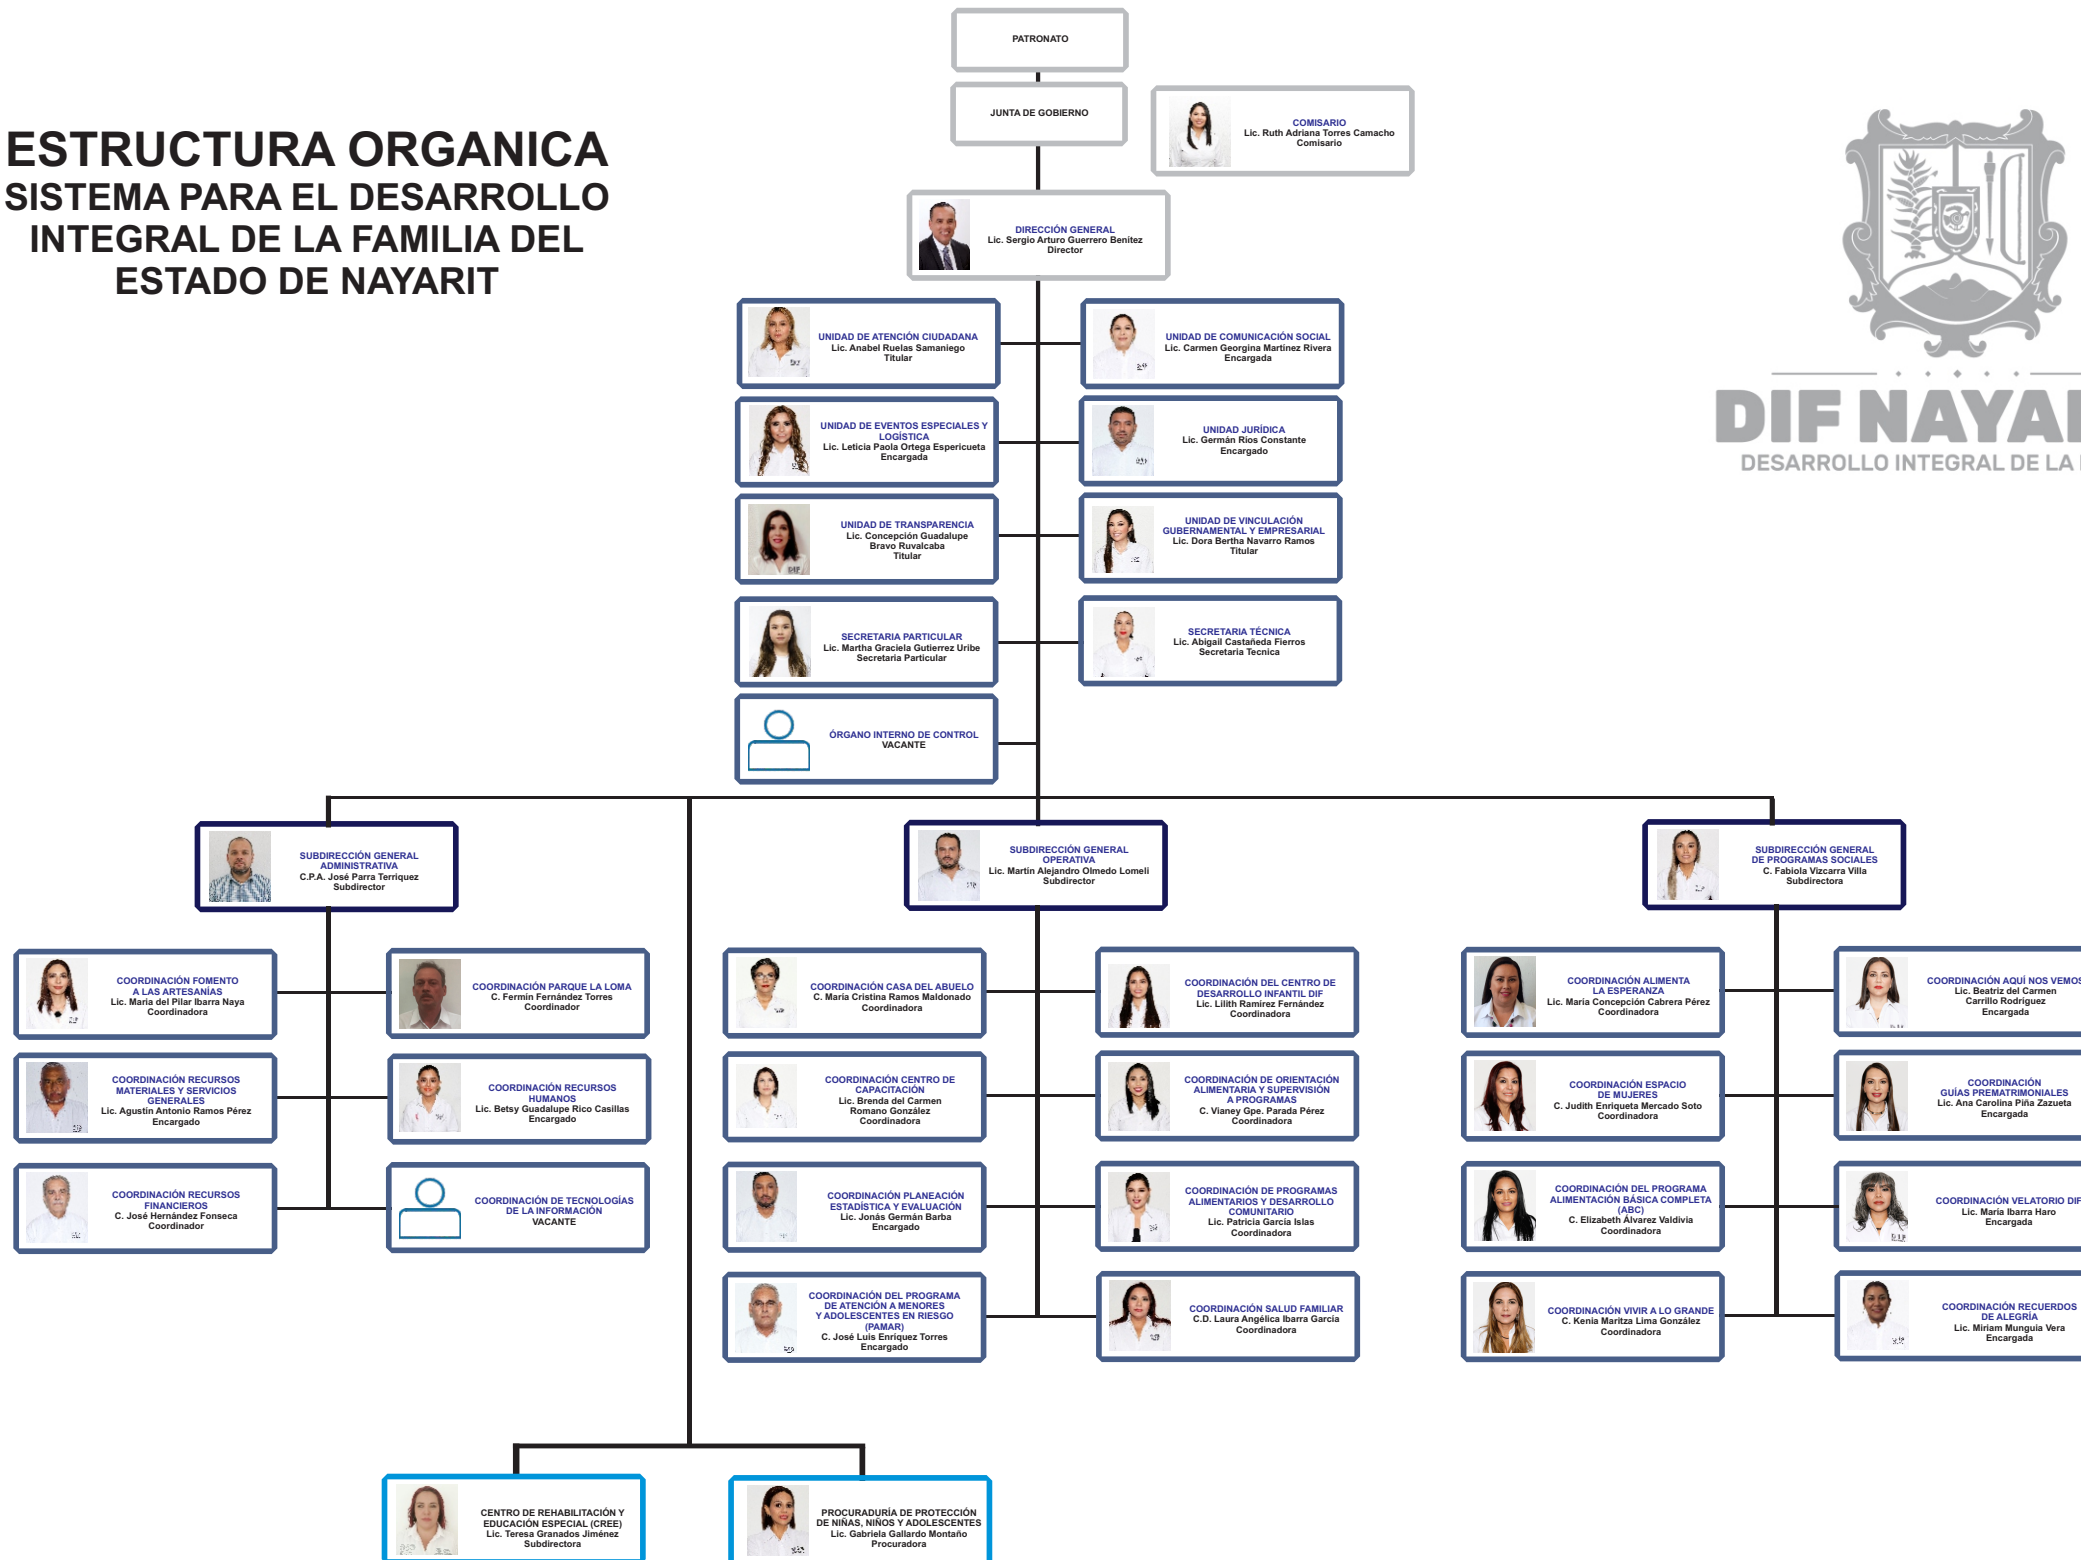 PATRONATO
JUNTA DE GOBIERNO
COMISARIO
Lic. Ruth Adriana Torres Camacho
Comisario
ESTRUCTURA ORGANICA
SISTEMA PARA EL DESARROLLO
INTEGRAL DE LA FAMILIA DEL
ESTADO DE NAYARIT
DIRECCIÓN GENERAL
Lic. Sergio Arturo Guerrero Benítez
Director
DIF NAYA
DESARROLLO INTEGRAL DE LA
UNIDAD DE ATENCIÓN CIUDADANA
Lic. Anabel Ruelas Samaniego
Titular
UNIDAD DE COMUNICACIÓN SOCIAL
Lic. Carmen Georgina Martínez Rivera
Encargada
UNIDAD DE EVENTOS ESPECIALES Y
LOGÍSTICA
Lic. Leticia Paola Ortega Espericueta
Encargada
UNIDAD JURÍDICA
Lic. Germán Ríos Constante
Encargado
UNIDAD DE TRANSPARENCIA
Lic. Concepción Guadalupe
Bravo Ruvalcaba
Titular
UNIDAD DE VINCULACIÓN
GUBERNAMENTAL Y EMPRESARIAL
Lic. Dora Bertha Navarro Ramos
Titular
SECRETARIA PARTICULAR
Lic. Martha Graciela Gutierrez Uribe
Secretaria Particular
SECRETARIA TÉCNICA
Lic. Abigail Castañeda Fierros
Secretaria Tecnica
ÓRGANO INTERNO DE CONTROL
VACANTE
SUBDIRECCIÓN GENERAL
ADMINISTRATIVA
C.P.A. José Parra Terriquez
Subdirector
SUBDIRECCIÓN GENERAL
OPERATIVA
Lic. Martín Alejandro Olmedo Lomeli
Subdirector
SUBDIRECCIÓN GENERAL
DE PROGRAMAS SOCIALES
C. Fabiola Vizcarra Villa
Subdirectora
COORDINACIÓN FOMENTO
A LAS ARTESANÍAS
Lic. Maria del Pilar Ibarra Naya
Coordinadora
COORDINACIÓN PARQUE LA LOMA
C. Fermín Fernández Torres
Coordinador
COORDINACIÓN CASA DEL ABUELO
C. María Cristina Ramos Maldonado
Coordinadora
COORDINACIÓN DEL CENTRO DE
DESARROLLO INFANTIL DIF
Lic. Lilith Ramírez Fernández
Coordinadora
COORDINACIÓN ALIMENTA
LA ESPERANZA
Lic. María Concepción Cabrera Pérez
Coordinadora
COORDINACIÓN AQUÍ NOS VEMOS
Lic. Beatriz del Carmen
Carrillo Rodríguez
Encargada
COORDINACIÓN RECURSOS
MATERIALES Y SERVICIOS
GENERALES
Lic. Agustín Antonio Ramos Pérez
Encargado
COORDINACIÓN RECURSOS
HUMANOS
Lic. Betsy Guadalupe Rico Casillas
Encargado
COORDINACIÓN CENTRO DE
CAPACITACIÓN
Lic. Brenda del Carmen
Romano González
Coordinadora
COORDINACIÓN DE ORIENTACIÓN
ALIMENTARIA Y SUPERVISIÓN
A PROGRAMAS
C. Vianey Gpe. Parada Pérez
Coordinadora
COORDINACIÓN ESPACIO
DE MUJERES
C. Judith Enriqueta Mercado Soto
Coordinadora
COORDINACIÓN
GUÍAS PREMATRIMONIALES
Lic. Ana Carolina Piña Zazueta
Encargada
COORDINACIÓN RECURSOS
FINANCIEROS
C. José Hernández Fonseca
Coordinador
COORDINACIÓN DE TECNOLOGÍAS
DE LA INFORMACIÓN
VACANTE
COORDINACIÓN PLANEACIÓN
ESTADÍSTICA Y EVALUACIÓN
Lic. Jonás Germán Barba
Encargado
COORDINACIÓN DE PROGRAMAS
ALIMENTARIOS Y DESARROLLO
COMUNITARIO
Lic. Patricia García Islas
Coordinadora
COORDINACIÓN DEL PROGRAMA
ALIMENTACIÓN BÁSICA COMPLETA
(ABC)
C. Elizabeth Álvarez Valdivia
Coordinadora
COORDINACIÓN VELATORIO DIF
Lic. María Ibarra Haro
Encargada
COORDINACIÓN DEL PROGRAMA
DE ATENCIÓN A MENORES
Y ADOLESCENTES EN RIESGO
(PAMAR)
C. José Luis Enríquez Torres
Encargado
COORDINACIÓN SALUD FAMILIAR
C.D. Laura Angélica Ibarra García
Coordinadora
COORDINACIÓN VIVIR A LO GRANDE
C. Kenia Maritza Lima González
Coordinadora
COORDINACIÓN RECUERDOS
DE ALEGRÍA
Lic. Miriam Munguía Vera
Encargada
CENTRO DE REHABILITACIÓN Y
EDUCACIÓN ESPECIAL (CREE)
Lic. Teresa Granados Jiménez
Subdirectora
PROCURADURÍA DE PROTECCIÓN
DE NIÑAS, NIÑOS Y ADOLESCENTES
Lic. Gabriela Gallardo Montaño
Procuradora